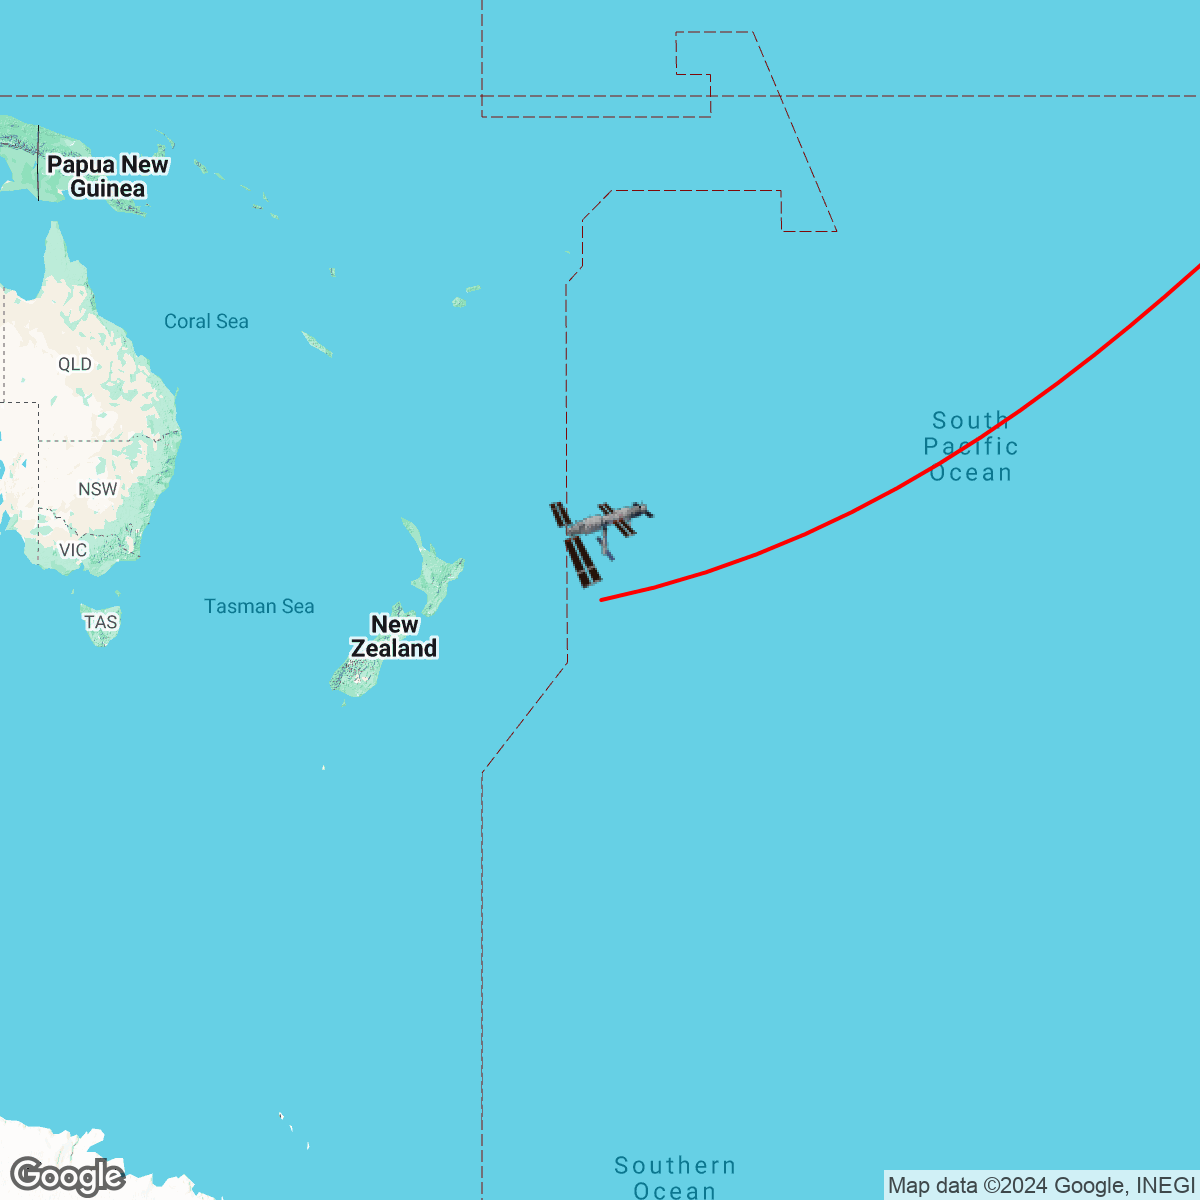 Papua New
Guinea
Coral Sea
QLD
South
Pacific
Ocean
NSW
VIC
Tasman Sea
TAS
New
Zealand
Southern
Ocean
Google
Map data ©2024 Google, INEGI